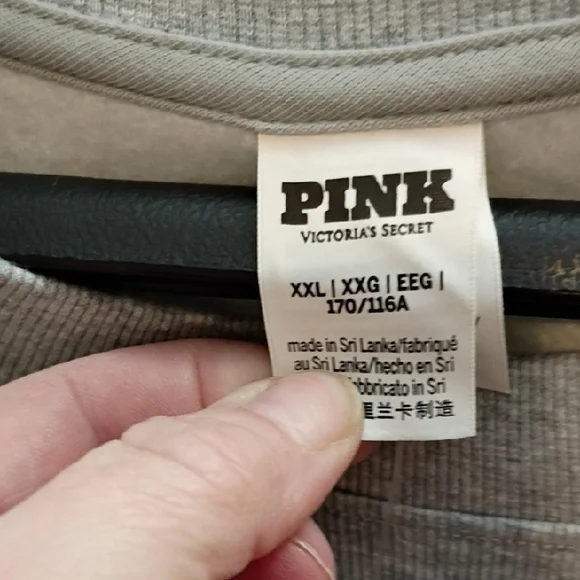 PINK
VICTORIA'S SECRET
XXL | XXG | EEG |
170/116A
made in Sri Lanka/fabriqué
au Sri Lanka/hecho en Sri
in Sri
里兰卡制造